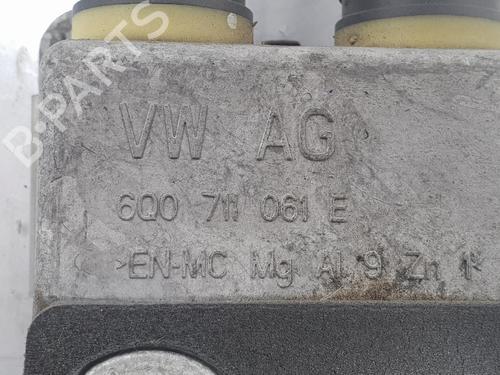 B-PARTS
VW AG
6Q0 711 061 E
>EN-MC Mg Al 9 Zn 1<